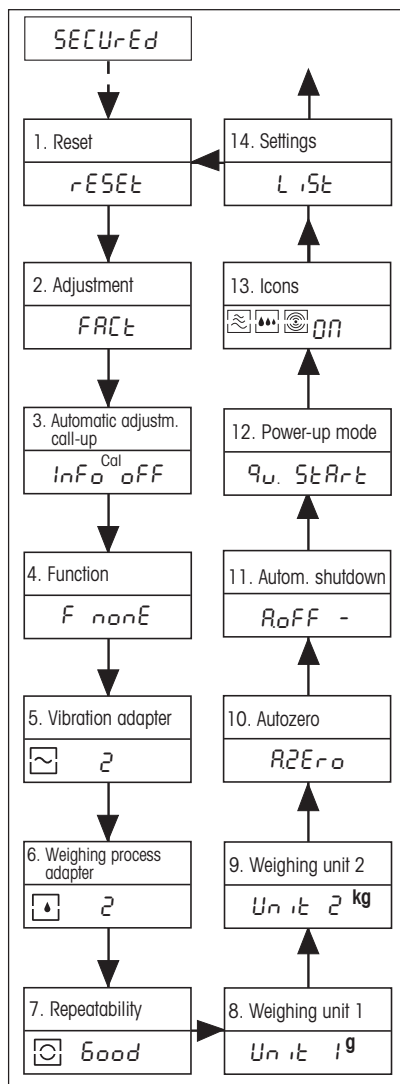 SECUrEd
1. Reset
rESEt
2. Adjustment
FACt
3. Automatic adjustm.
call-up
Cal
InFo oFF
4. Function
F nonE
5. Vibration adapter
2
6. Weighing process
adapter
2
7. Repeatability
Good
8. Weighing unit 1
Unit 1 g
9. Weighing unit 2
Unit 2 kg
10. Autozero
A.ZEro
11. Autom. shutdown
A.oFF -
12. Power-up mode
qu. StArt
13. Icons
ON
14. Settings
LiSt